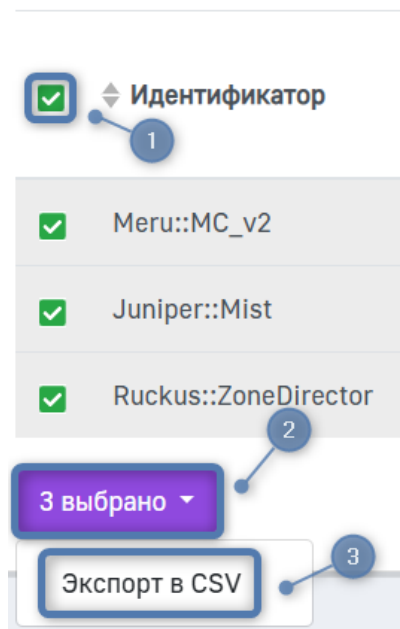 Идентификатор
1
Meru::MC_v2
Juniper::Mist
Ruckus::ZoneDirector
2
3 выбрано
3
Экспорт в CSV